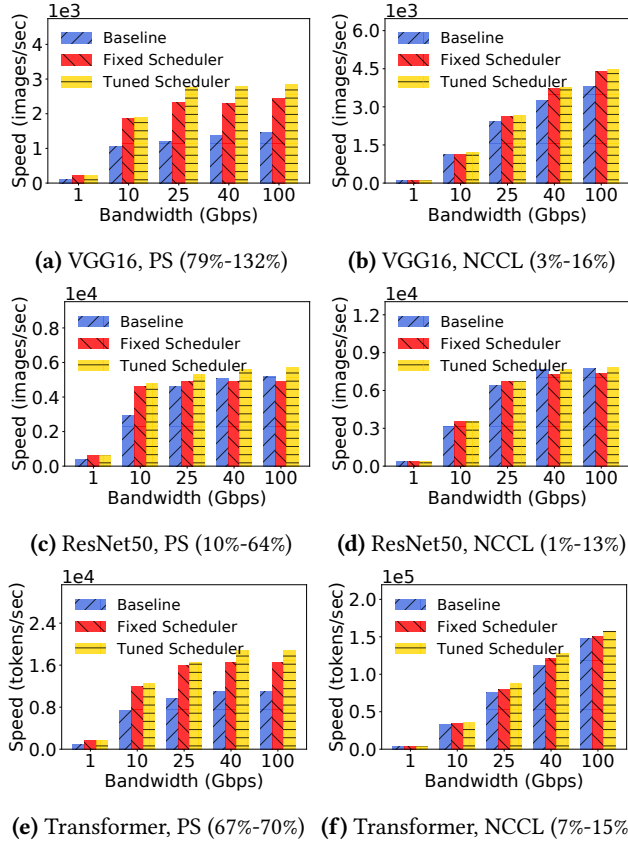 1e3
Speed (images/sec)
4
3
2
1
0
Baseline
Fixed Scheduler
Tuned Scheduler
1 10 25 40 100
Bandwidth (Gbps)
(a) VGG16, PS (79%-132%)
1e3
Speed (images/sec)
6.0
4.5
3.0
1.5
0.0
Baseline
Fixed Scheduler
Tuned Scheduler
1 10 25 40 100
Bandwidth (Gbps)
(b) VGG16, NCCL (3%-16%)
1e4
Speed (images/sec)
0.8
0.6
0.4
0.2
0.0
Baseline
Fixed Scheduler
Tuned Scheduler
1 10 25 40 100
Bandwidth (Gbps)
(c) ResNet50, PS (10%-64%)
1e4
Speed (images/sec)
1.2
0.9
0.6
0.3
0.0
Baseline
Fixed Scheduler
Tuned Scheduler
1 10 25 40 100
Bandwidth (Gbps)
(d) ResNet50, NCCL (1%-13%)
1e4
Speed (tokens/sec)
2.4
1.6
0.8
0.0
Baseline
Fixed Scheduler
Tuned Scheduler
1 10 25 40 100
Bandwidth (Gbps)
(e) Transformer, PS (67%-70%)
1e5
Speed (tokens/sec)
2.0
1.5
1.0
0.5
0.0
Baseline
Fixed Scheduler
Tuned Scheduler
1 10 25 40 100
Bandwidth (Gbps)
(f) Transformer, NCCL (7%-15%